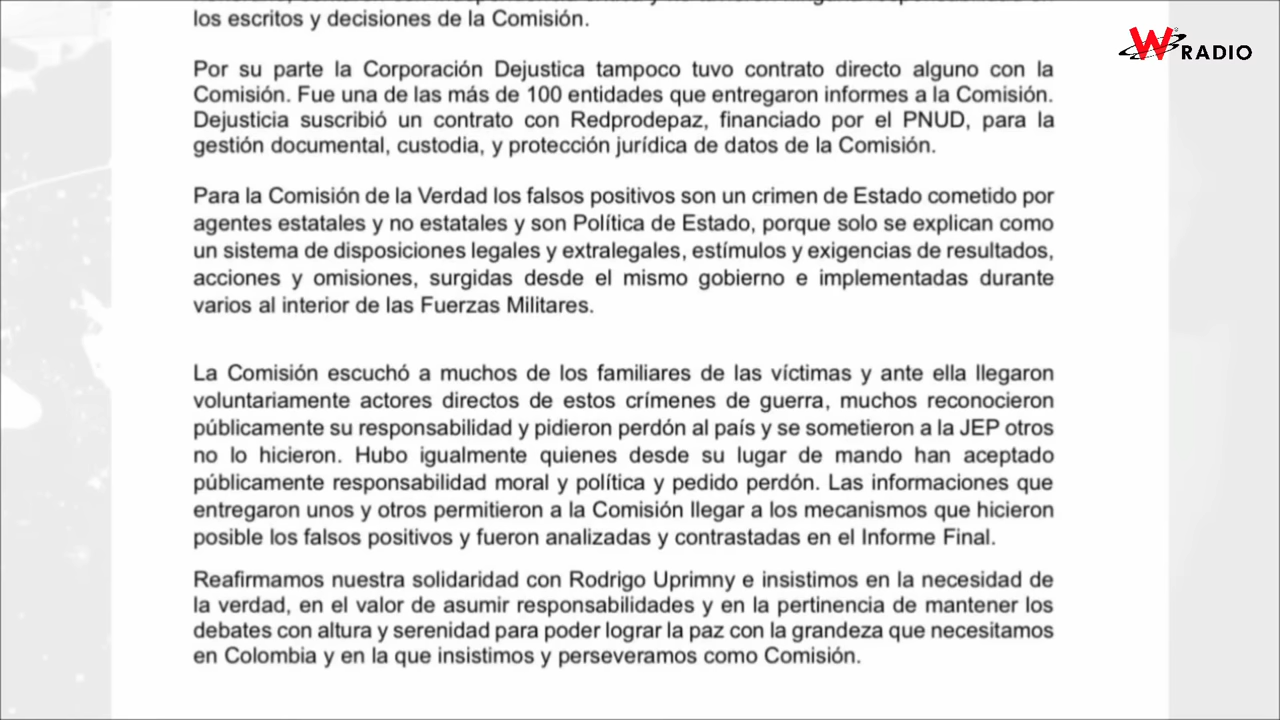 los escritos y decisiones de la Comisión.
W RADIO
Por su parte la Corporación Dejustica tampoco tuvo contrato directo alguno con la
Comisión. Fue una de las más de 100 entidades que entregaron informes a la Comisión.
Dejusticia suscribió un contrato con Redprodepaz, financiado por el PNUD, para la
gestión documental, custodia, y protección jurídica de datos de la Comisión.
Para la Comisión de la Verdad los falsos positivos son un crimen de Estado cometido por
agentes estatales y no estatales y son Política de Estado, porque solo se explican como
un sistema de disposiciones legales y extralegales, estímulos y exigencias de resultados,
acciones y omisiones, surgidas desde el mismo gobierno e implementadas durante
varios al interior de las Fuerzas Militares.
La Comisión escuchó a muchos de los familiares de las víctimas y ante ella llegaron
voluntariamente actores directos de estos crímenes de guerra, muchos reconocieron
públicamente su responsabilidad y pidieron perdón al país y se sometieron a la JEP otros
no lo hicieron. Hubo igualmente quienes desde su lugar de mando han aceptado
públicamente responsabilidad moral y política y pedido perdón. Las informaciones que
entregaron unos y otros permitieron a la Comisión llegar a los mecanismos que hicieron
posible los falsos positivos y fueron analizadas y contrastadas en el Informe Final.
Reafirmamos nuestra solidaridad con Rodrigo Uprimny e insistimos en la necesidad de
la verdad, en el valor de asumir responsabilidades y en la pertinencia de mantener los
debates con altura y serenidad para poder lograr la paz con la grandeza que necesitamos
en Colombia y en la que insistimos y perseveramos como Comisión.